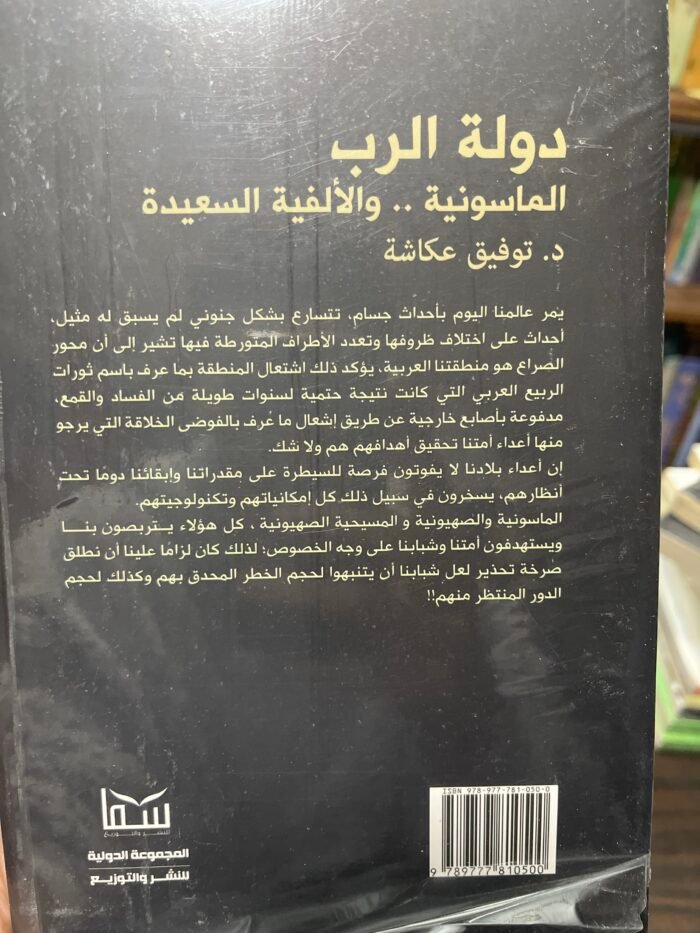 دولة الرب
الماسونية .. والألفية السعيدة
د. توفيق عكاشة
يمر عالمنا اليوم بأحداث جسام، تتسارع بشكل جنوني لم يسبق له مثيل،
أحداث على اختلاف ظروفها وتعدد الأطراف المتورطة فيها تشير إلى أن محور
الصراع هو منطقتنا العربية، يؤكد ذلك اشتعال المنطقة بما عرف باسم ثورات
الربيع العربي التي كانت نتيجة حتمية لسنوات طويلة من الفساد والقمع،
مدفوعة بأصابع خارجية عن طريق إشعال ما عُرف بالفوضى الخلاقة التي يرجو
منها أعداء أمتنا تحقيق أهدافهم هم ولا شك.
إن أعداء بلادنا لا يفوتون فرصة للسيطرة على مقدراتنا وإبقائنا دومًا تحت
أنظارهم، يسخرون في سبيل ذلك كل إمكانياتهم وتكنولوجيتهم.
الماسونية والصهيونية و المسيحية الصهيونية ، كل هؤلاء يتربصون بنا
ويستهدفون أمتنا وشبابنا على وجه الخصوص؛ لذلك كان لزامًا علينا أن نطلق
صرخة تحذير لعل شبابنا أن يتنبهوا لحجم الخطر المحدق بهم وكذلك لحجم
الدور المنتظر منهم!!
سما
للنشر والتوزيع
المجموعة الدولية
للنشر والتوزيع
ISBN 978-977-781-050-0
9 789777 810500